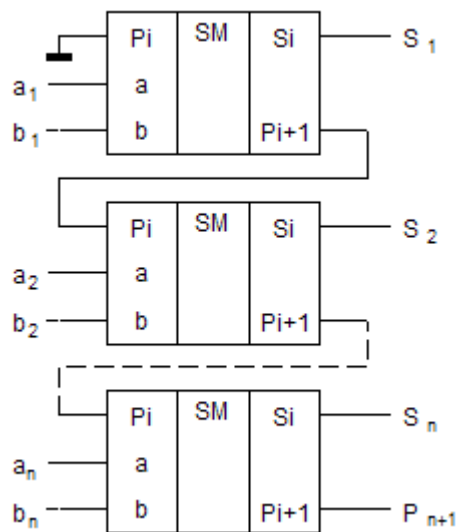 Pi SM Si S 1
a 1 a
b 1 b Pi+1
Pi SM Si S 2
a 2 a
b 2 b Pi+1
Pi SM Si S n
a n a
b n b Pi+1 P n+1